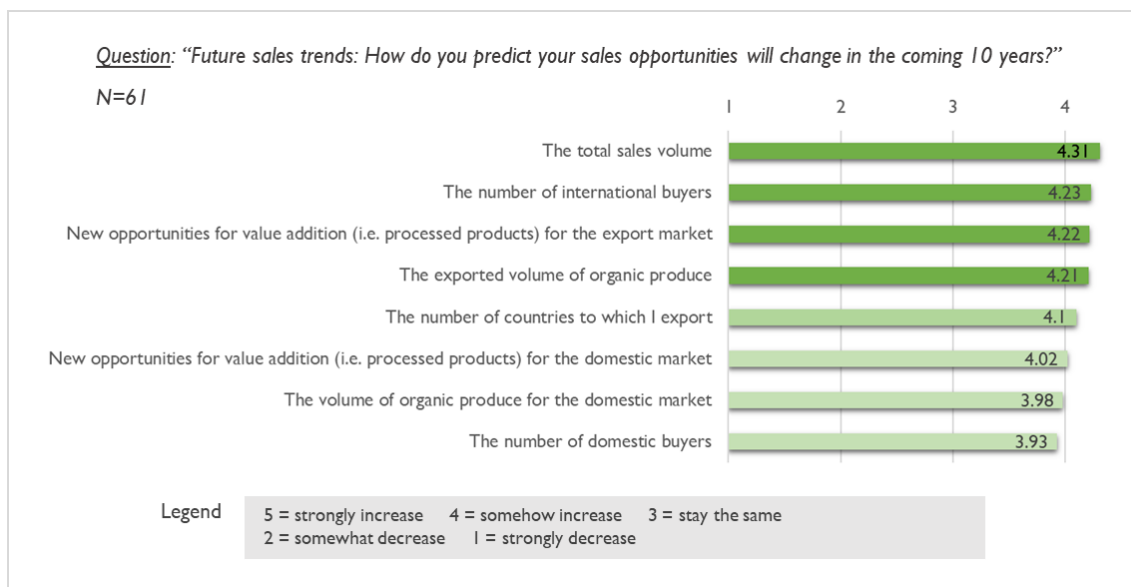 Question: “Future sales trends: How do you predict your sales opportunities will change in the coming 10 years?”
N=61
1 2 3 4
The total sales volume 4.31
The number of international buyers 4.23
New opportunities for value addition (i.e. processed products) for the export market 4.22
The exported volume of organic produce 4.21
The number of countries to which I export 4.1
New opportunities for value addition (i.e. processed products) for the domestic market 4.02
The volume of organic produce for the domestic market 3.98
The number of domestic buyers 3.93
Legend 5 = strongly increase 4 = somehow increase 3 = stay the same
2 = somewhat decrease 1 = strongly decrease